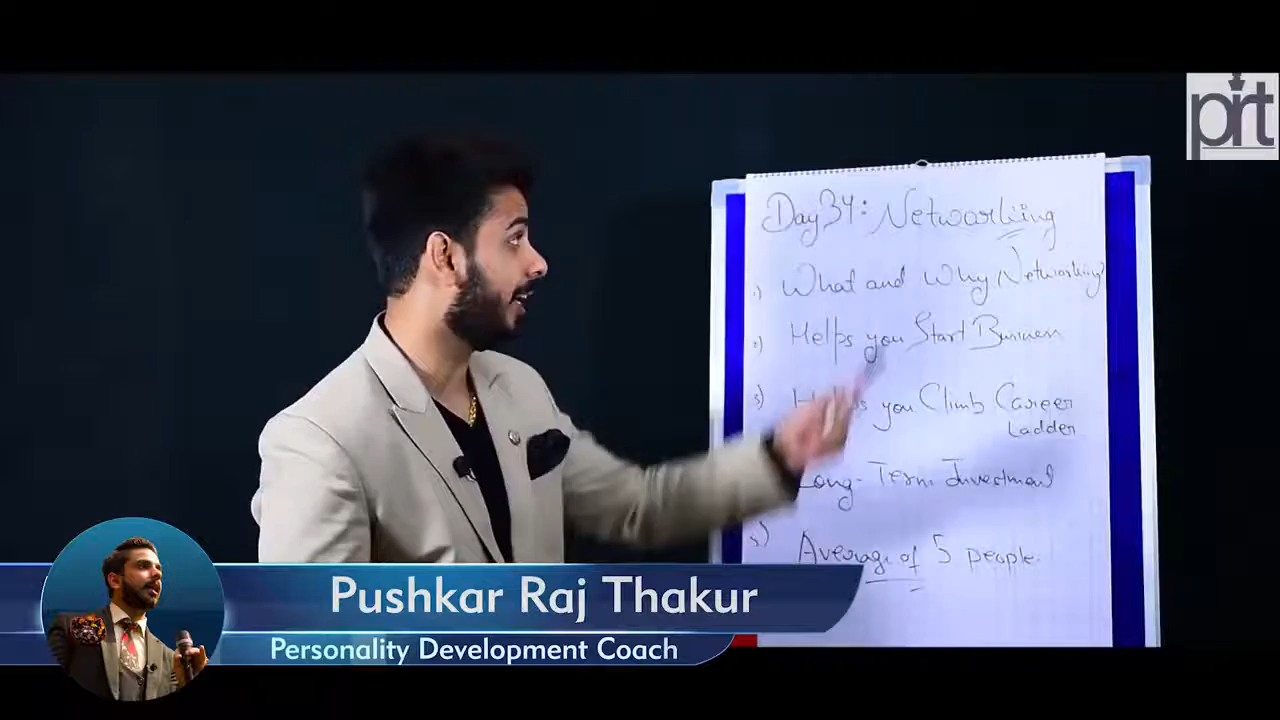 prt
Day 34: Networking
1) What and Why Networking?
2) Helps you Start Business
3) you Climb Career
Ladder
Long-Term Investment
5) Average of 5 people.
Pushkar Raj Thakur
Personality Development Coach